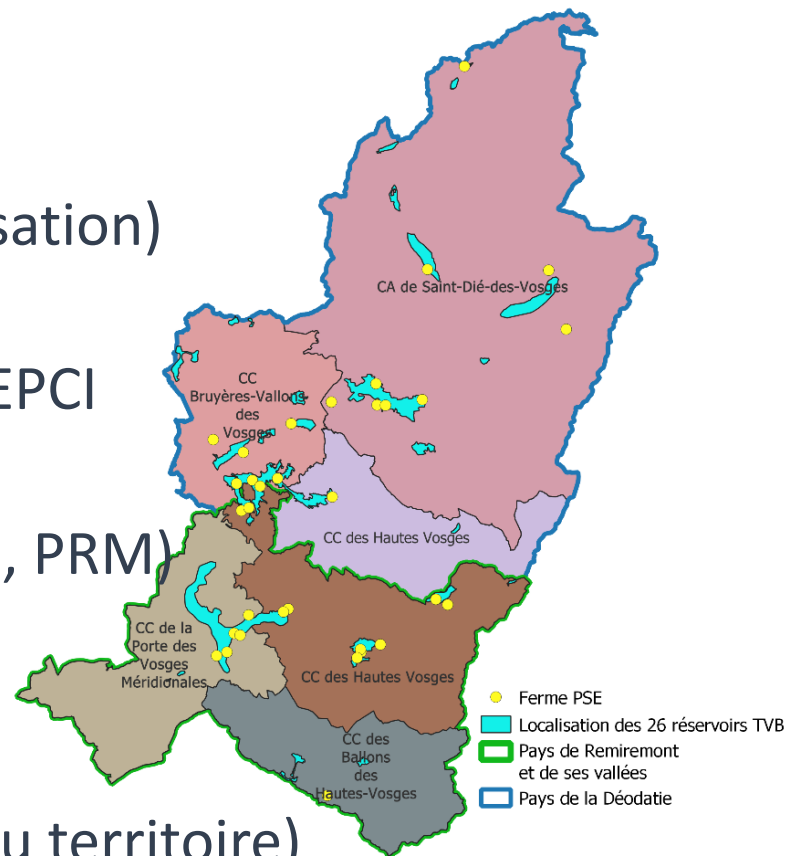 sation)
EPCI
, PRM)
u territoire)
CA de Saint-Dié-des-Vosges
CC
Bruyères-Vallons
des
Vosges
CC des Hautes Vosges
CC de la
Porte des
Vosges
Méridionales
CC des Hautes Vosges
CC des
Ballons
des
Hautes-Vosges
Ferme PSE
Localisation des 26 réservoirs TVB
Pays de Remiremont
et de ses vallées
Pays de la Déodatie